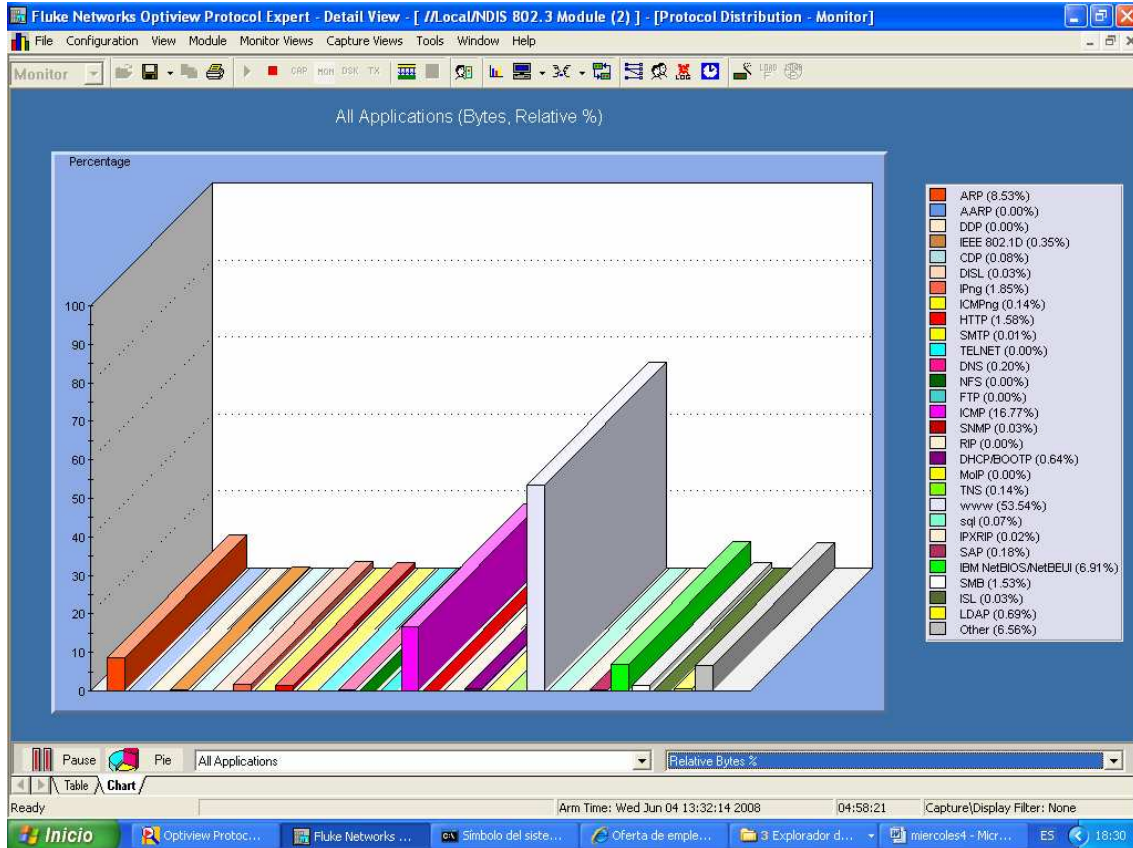 Fluke Networks Optiview Protocol Expert - Detail View - [ //Local/NDIS 802.3 Module (2) ] - [Protocol Distribution - Monitor]
File Configuration View Module Monitor Views Capture Views Tools Window Help
Monitor CAP MON DSK TX
All Applications (Bytes, Relative %)
Percentage
100
90
80
70
60
50
40
30
20
10
0
ARP (8.53%)
AARP (0.00%)
DDP (0.00%)
IEEE 802.1D (0.35%)
CDP (0.08%)
DISL (0.03%)
IPng (1.85%)
ICMPng (0.14%)
HTTP (1.58%)
SMTP (0.01%)
TELNET (0.00%)
DNS (0.20%)
NFS (0.00%)
FTP (0.00%)
ICMP (16.77%)
SNMP (0.03%)
RIP (0.00%)
DHCP/BOOTP (0.64%)
MoIP (0.00%)
TNS (0.14%)
www (53.54%)
sql (0.07%)
IPXRIP (0.02%)
SAP (0.18%)
IBM NetBIOS/NetBEUI (6.91%)
SMB (1.53%)
ISL (0.03%)
LDAP (0.69%)
Other (6.56%)
Pause Pie All Applications Relative Bytes %
Table Chart
Ready Arm Time: Wed Jun 04 13:32:14 2008 04:58:21 Capture\Display Filter: None
Inicio Optiview Protoc... Fluke Networks ... Símbolo del siste... Oferta de emple... 3 Explorador d... miercoles4 - Micr... ES 18:30